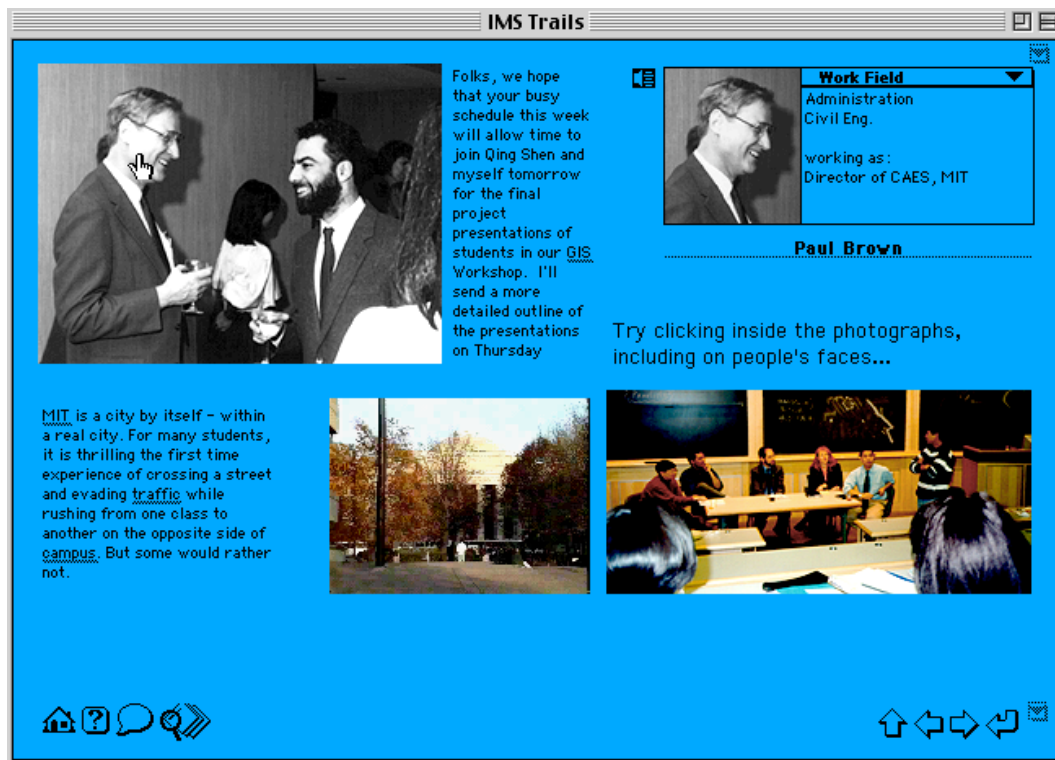 IMS Trails
Folks, we hope
that your busy
schedule this week
will allow time to
join Qing Shen and
myself tomorrow
for the final
project
presentations of
students in our GIS
Workshop. I'll
send a more
detailed outline of
the presentations
on Thursday
Work Field
Administration
Civil Eng.
working as:
Director of CAES, MIT
Paul Brown
Try clicking inside the photographs,
including on people's faces...
MIT is a city by itself - within
a real city. For many students,
it is thrilling the first time
experience of crossing a street
and evading traffic while
rushing from one class to
another on the opposite side of
campus. But some would rather
not.
?